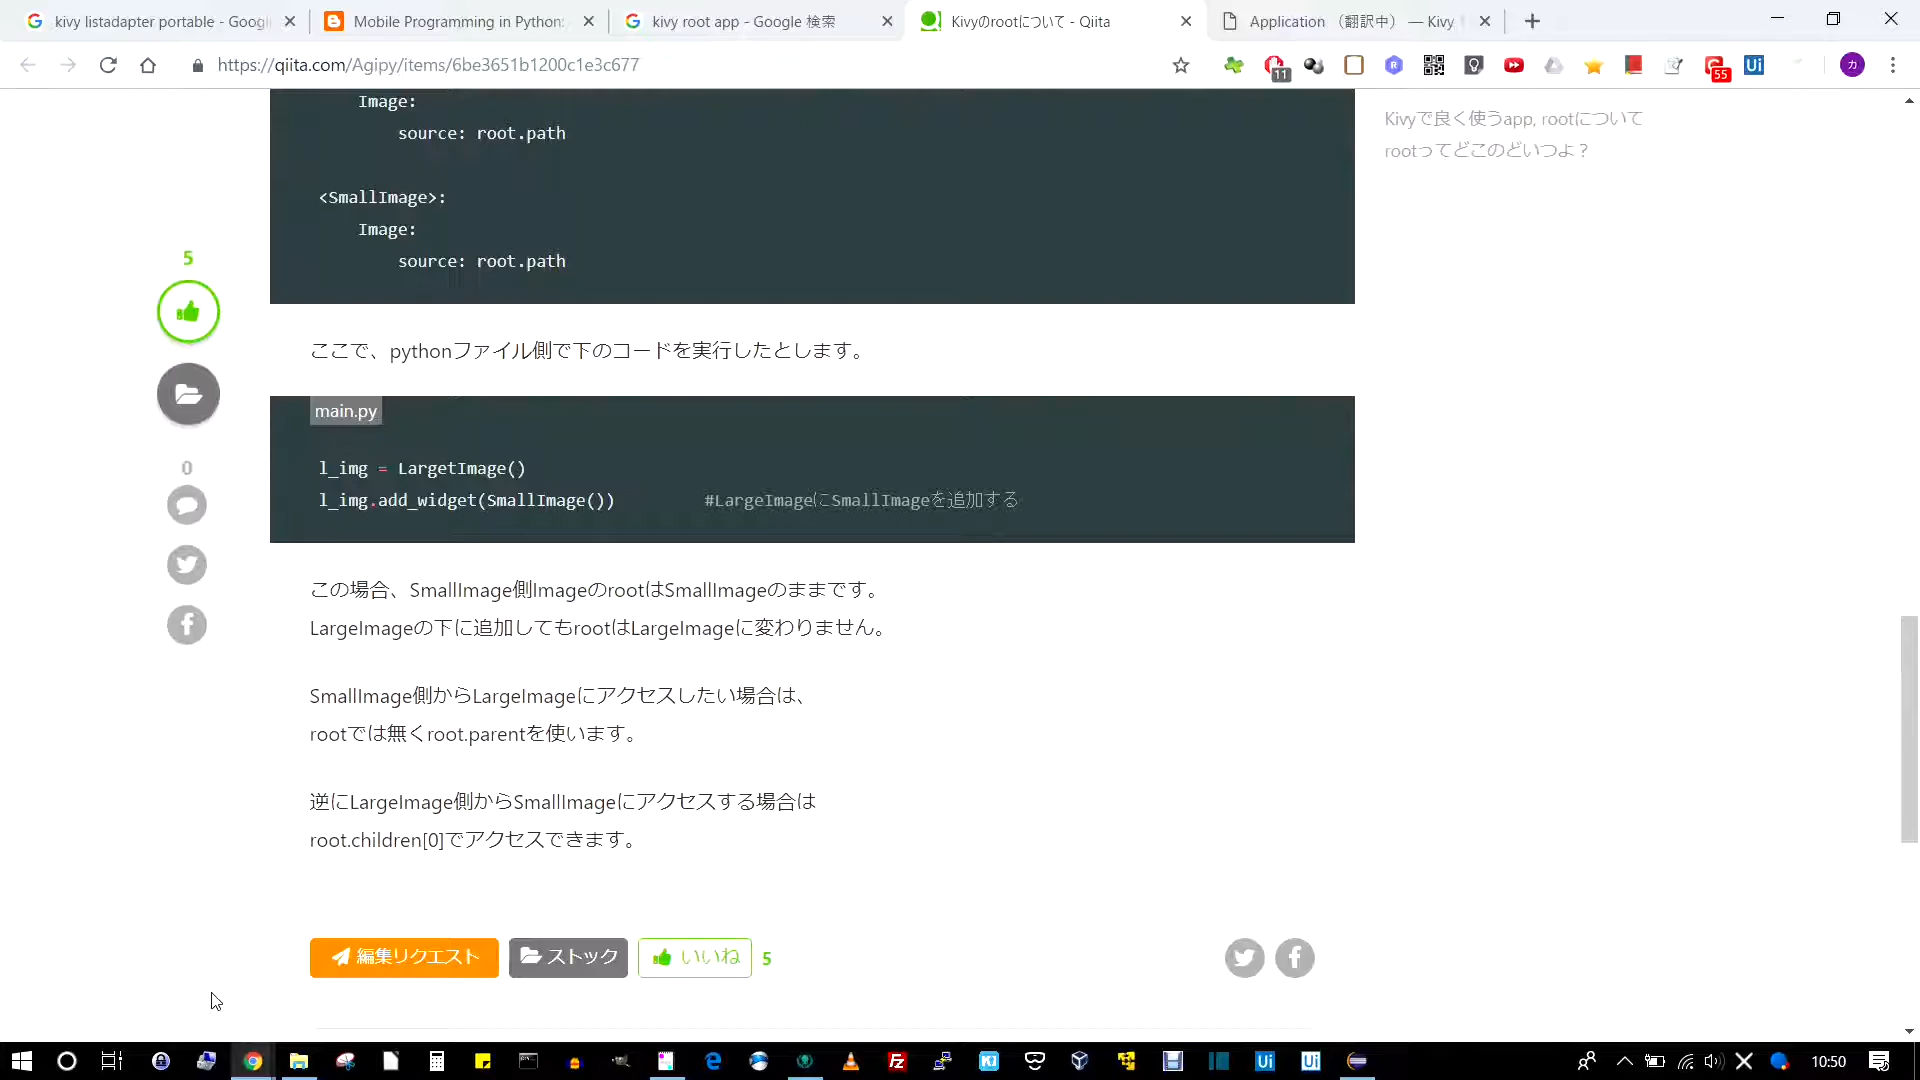 kivy listadapter portable - Googl
Mobile Programming in Python:
kivy root app - Google 検索
Kivyのrootについて - Qiita
Application （翻訳中） — Kivy
https://qiita.com/Agipy/items/6be3651b1200c1e3c677
11
55
Ui
カ
Image:
source: root.path
<SmallImage>:
Image:
source: root.path
Kivyで良く使うapp, rootについて
rootってどこのどいつよ？
5
ここで、pythonファイル側で下のコードを実行したとします。
main.py
l_img = LargetImage()
l_img.add_widget(SmallImage()) #LargeImageにSmallImageを追加する
0
この場合、SmallImage側ImageのrootはSmallImageのままです。
LargeImageの下に追加してもrootはLargeImageに変わりません。
SmallImage側からLargeImageにアクセスしたい場合は、
rootでは無くroot.parentを使います。
逆にLargeImage側からSmallImageにアクセスする場合は
root.children[0]でアクセスできます。
編集リクエスト
ストック
いいね
5
Ui
Ui
10:50